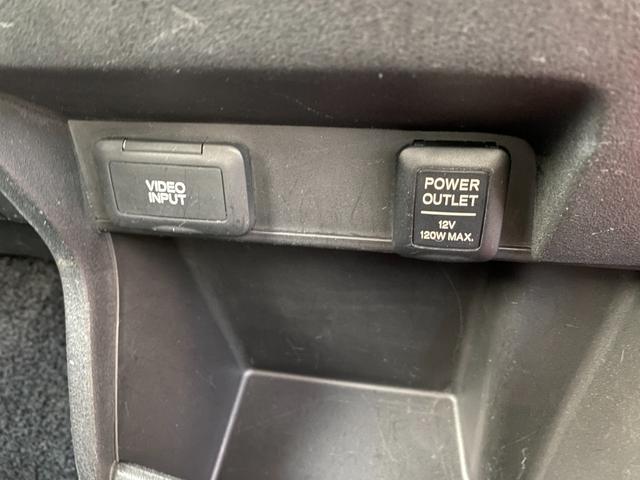 VIDEO
INPUT
POWER
OUTLET
12V
120W MAX.